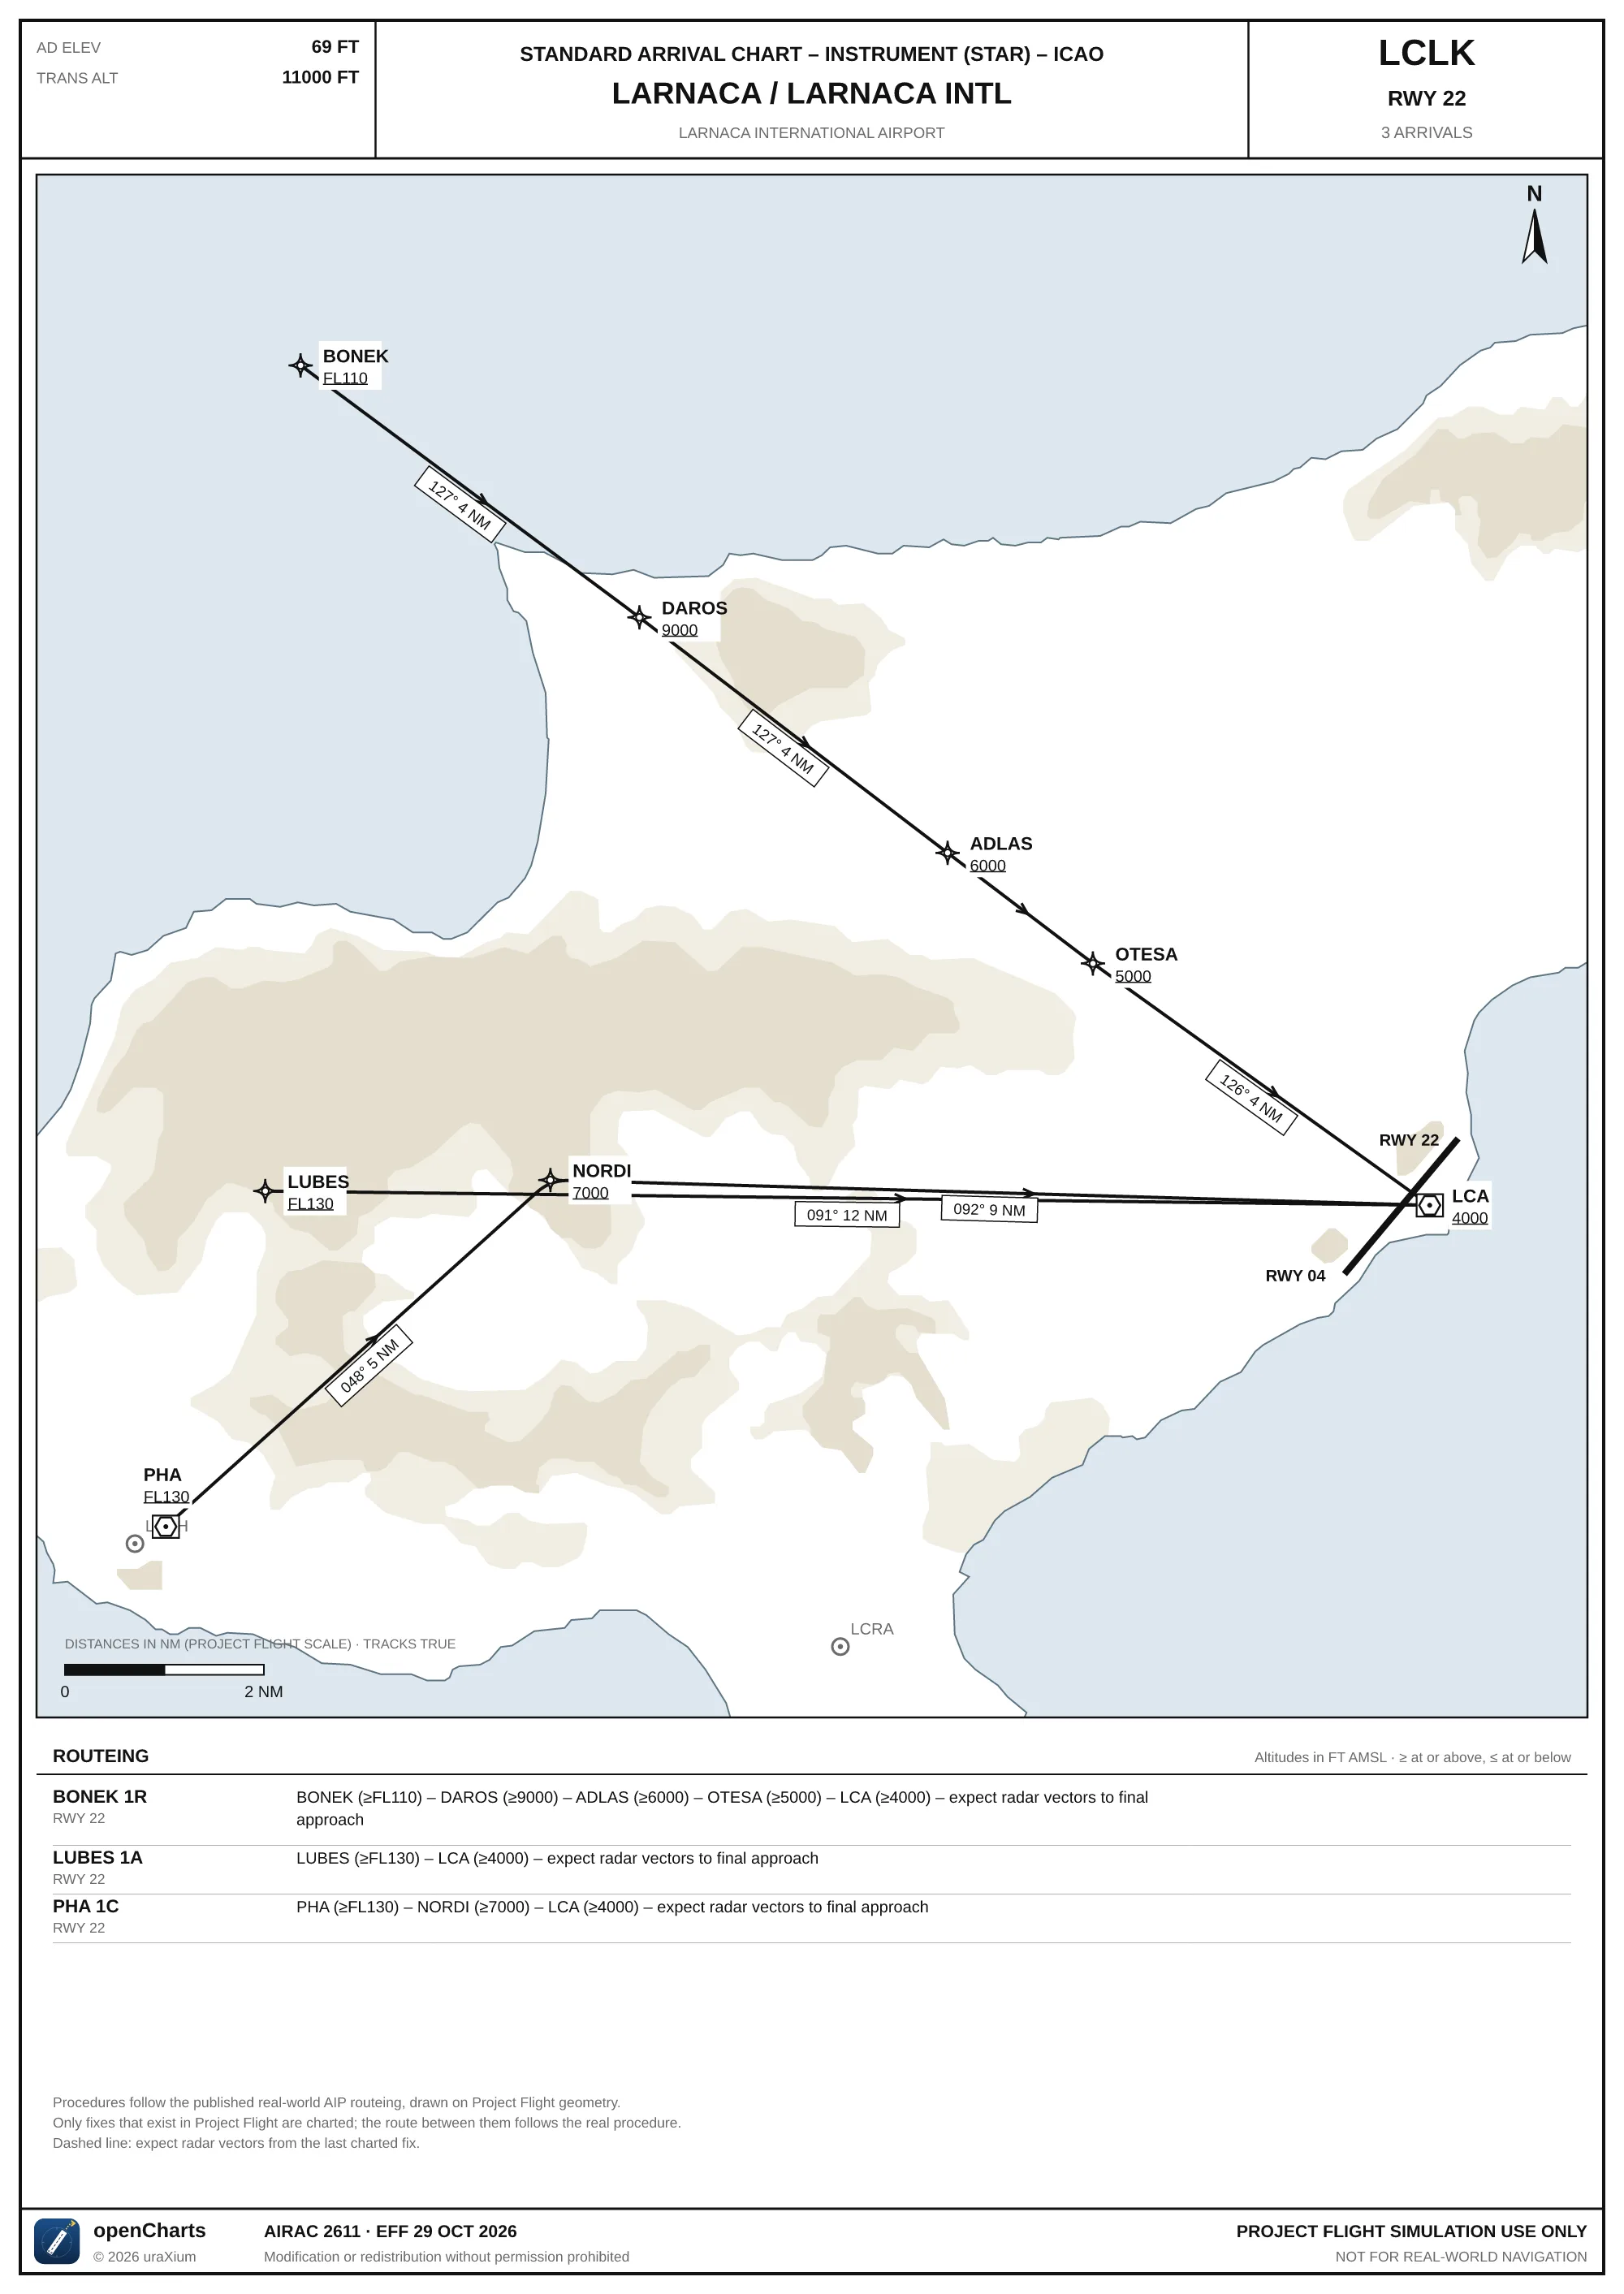 AD ELEV 69 FT
TRANS ALT 11000 FT
STANDARD ARRIVAL CHART – INSTRUMENT (STAR) – ICAO
LARNACA / LARNACA INTL
LARNACA INTERNATIONAL AIRPORT
LCLK
RWY 22
3 ARRIVALS
N
BONEK
FL110
127° 4 NM
DAROS
9000
127° 4 NM
ADLAS
6000
OTESA
5000
126° 4 NM
RWY 22
LUBES
FL130
NORDI
7000
091° 12 NM
092° 9 NM
LCA
4000
RWY 04
048° 5 NM
PHA
FL130
LCRA
DISTANCES IN NM (PROJECT FLIGHT SCALE) · TRACKS TRUE
0 2 NM
ROUTEING
Altitudes in FT AMSL · ≥ at or above, ≤ at or below
BONEK 1R
RWY 22
BONEK (≥FL110) – DAROS (≥9000) – ADLAS (≥6000) – OTESA (≥5000) – LCA (≥4000) – expect radar vectors to final
approach
LUBES 1A
RWY 22
LUBES (≥FL130) – LCA (≥4000) – expect radar vectors to final approach
PHA 1C
RWY 22
PHA (≥FL130) – NORDI (≥7000) – LCA (≥4000) – expect radar vectors to final approach
Procedures follow the published real-world AIP routeing, drawn on Project Flight geometry.
Only fixes that exist in Project Flight are charted; the route between them follows the real procedure.
Dashed line: expect radar vectors from the last charted fix.
openCharts
© 2026 uraXium
AIRAC 2611 · EFF 29 OCT 2026
Modification or redistribution without permission prohibited
PROJECT FLIGHT SIMULATION USE ONLY
NOT FOR REAL-WORLD NAVIGATION